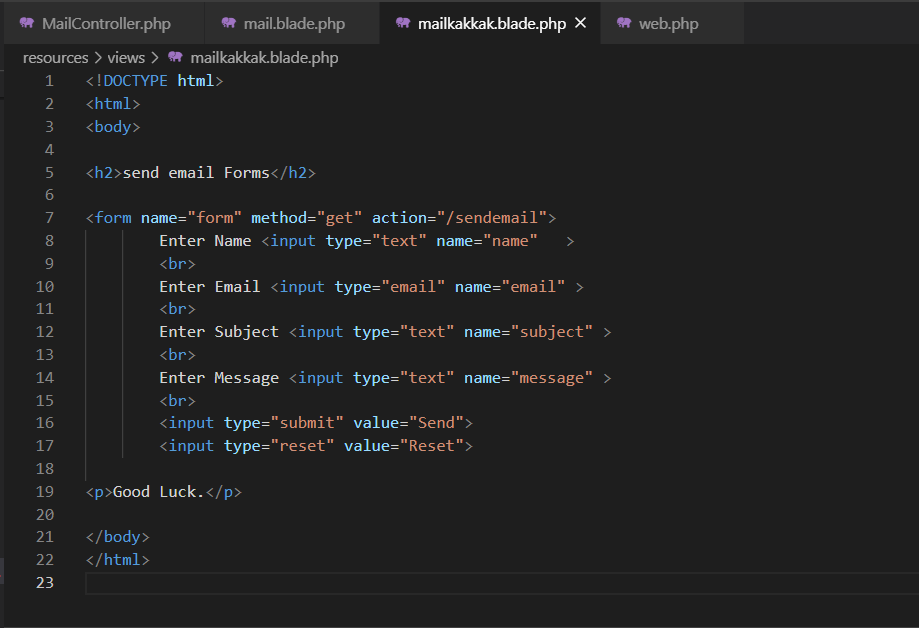 MailController.php mail.blade.php mailkakkak.blade.php × web.php
resources > views > mailkakkak.blade.php
1 <!DOCTYPE html>
2 <html>
3 <body>
4
5 <h2>send email Forms</h2>
6
7 <form name="form" method="get" action="/sendemail">
8 Enter Name <input type="text" name="name"   >
9 <br>
10 Enter Email <input type="email" name="email" >
11 <br>
12 Enter Subject <input type="text" name="subject" >
13 <br>
14 Enter Message <input type="text" name="message" >
15 <br>
16 <input type="submit" value="Send">
17 <input type="reset" value="Reset">
18
19 <p>Good Luck.</p>
20
21 </body>
22 </html>
23